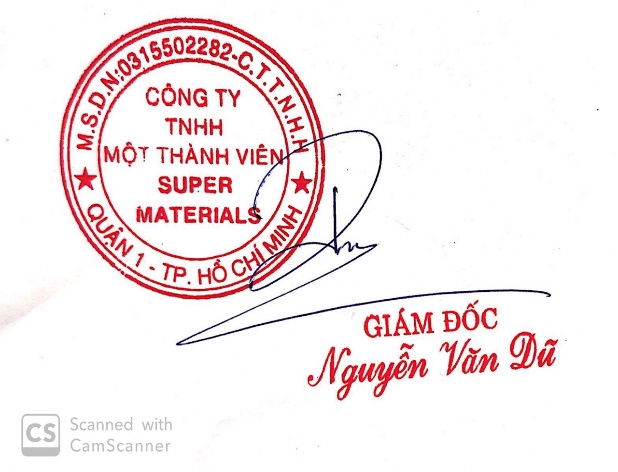 M.S.D.N:0315502282-C.T.T.N.H.H
CÔNG TY
TNHH
MỘT THÀNH VIÊN
SUPER
MATERIALS
QUẬN 1 - TP. HỒ CHÍ MINH
GIÁM ĐỐC
Nguyễn Văn Dũ
CS
Scanned with
CamScanner